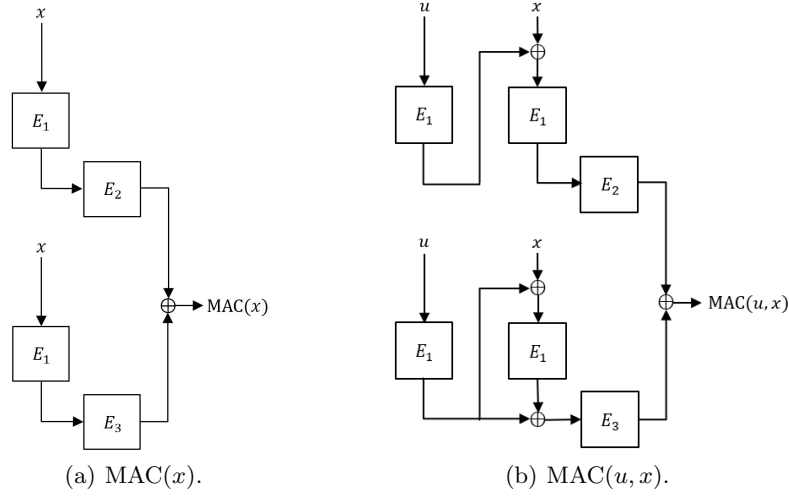 x
E₁
E₂
x
MAC(x)
E₁
E₃
(a) MAC(x).
u
x
⊕
E₁
E₁
E₂
u
x
⊕
MAC(u, x)
E₁
E₁
E₃
(b) MAC(u, x).